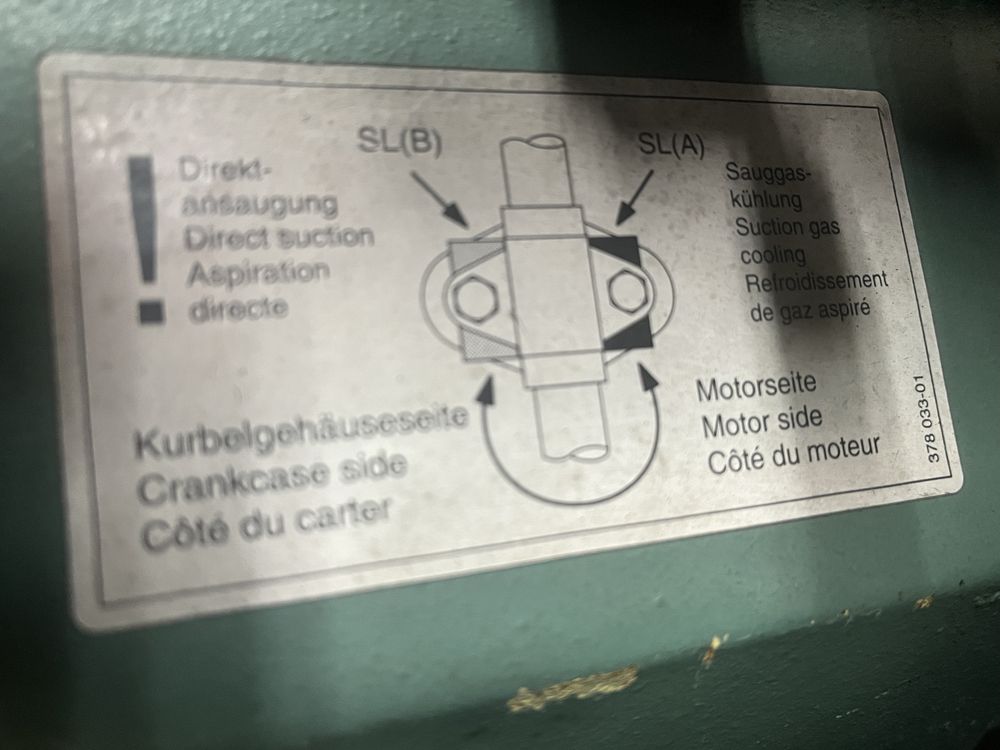 SL(B)
SL(A)
Direkt-
ansaugung
Direct suction
Aspiration
directe
Sauggas-
kühlung
Suction gas
cooling
Refroidissement
de gaz aspiré
Kurbelgehäuseseite
Crankcase side
Côté du carter
Motorseite
Motor side
Côté du moteur
378 033-01